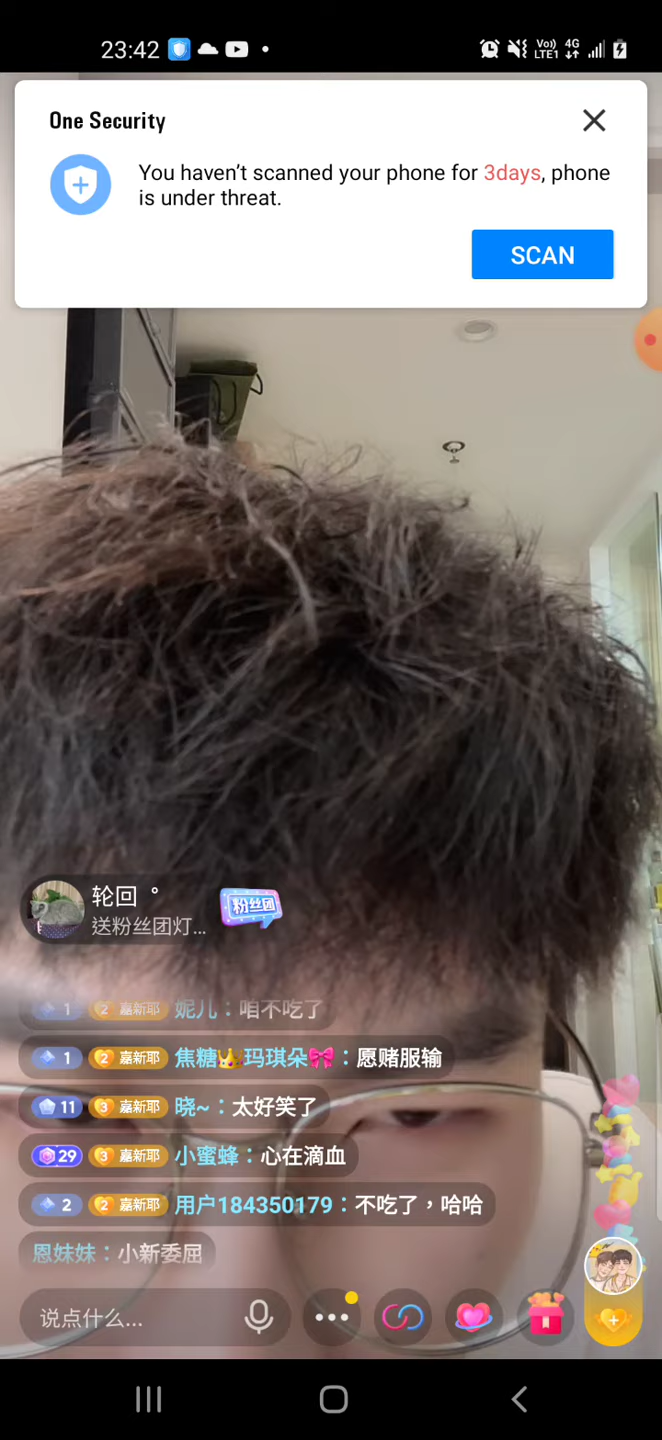 23:42
Vo))
LTE1
4G
One Security
You haven't scanned your phone for 3days, phone
is under threat.
SCAN
轮回 °
送粉丝团灯...
粉丝团
1 2 嘉新耶 妮儿：咱不吃了
1 2 嘉新耶 焦糖👑玛琪朵🎀：愿赌服输
11 3 嘉新耶 晓~：太好笑了
29 3 嘉新耶 小蜜蜂：心在滴血
2 2 嘉新耶 用户184350179：不吃了，哈哈
恩妹妹：小新委屈
说点什么...